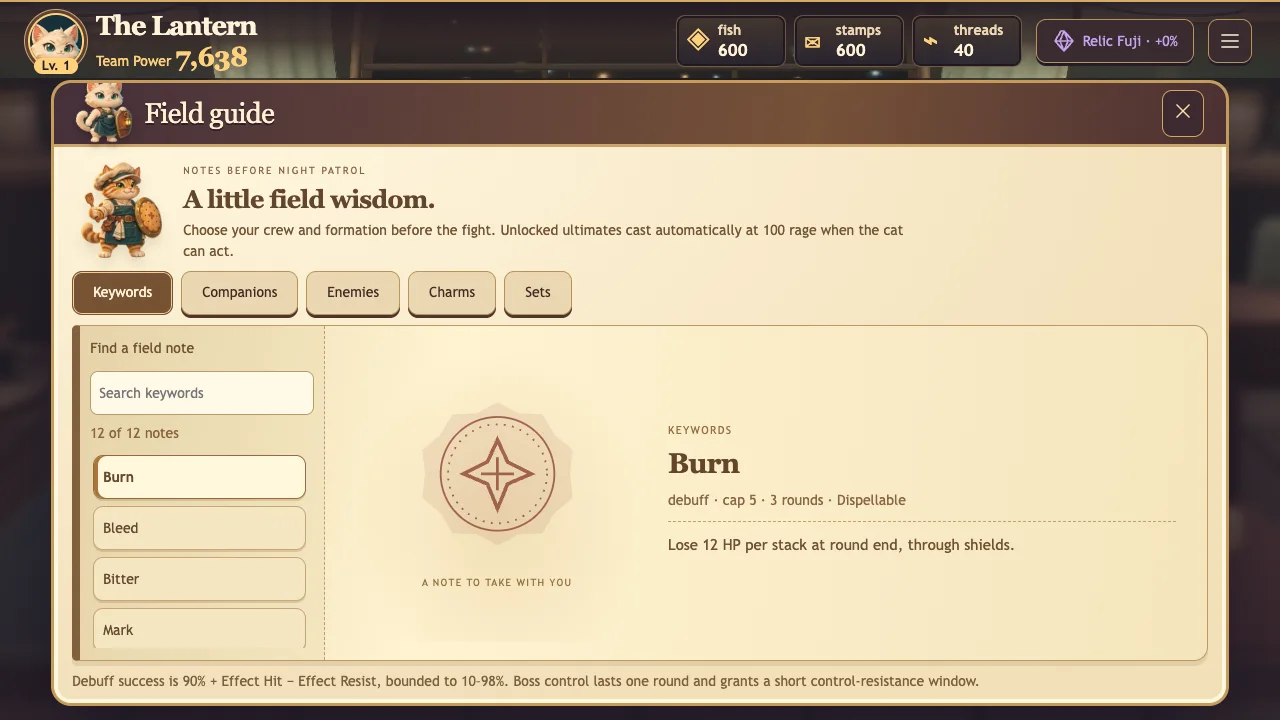 The Lantern
Lv. 1
Team Power 7,638
fish
600
stamps
600
threads
40
Relic Fuji · +0%
Field guide
NOTES BEFORE NIGHT PATROL
A little field wisdom.
Choose your crew and formation before the fight. Unlocked ultimates cast automatically at 100 rage when the cat
can act.
Keywords
Companions
Enemies
Charms
Sets
Find a field note
Search keywords
12 of 12 notes
Burn
Bleed
Bitter
Mark
A NOTE TO TAKE WITH YOU
KEYWORDS
Burn
debuff · cap 5 · 3 rounds · Dispellable
Lose 12 HP per stack at round end, through shields.
Debuff success is 90% + Effect Hit − Effect Resist, bounded to 10–98%. Boss control lasts one round and grants a short control-resistance window.